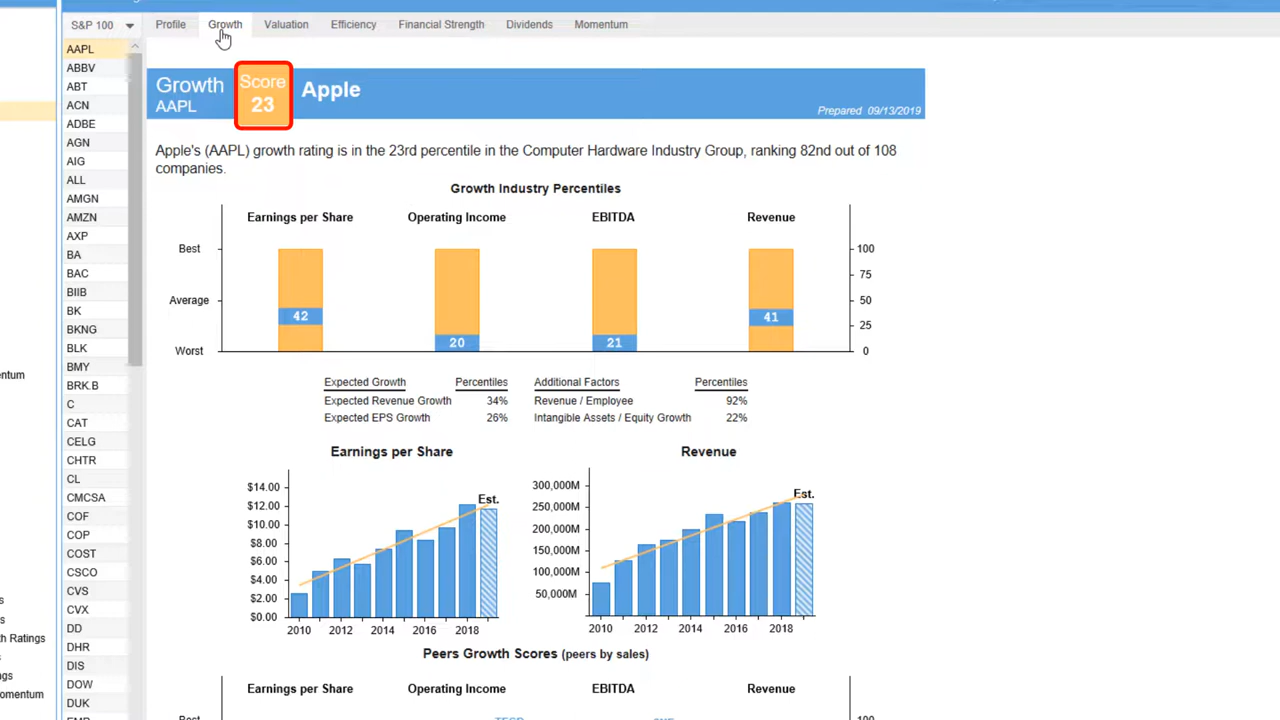 S&P 100
Profile
Growth
Valuation
Efficiency
Financial Strength
Dividends
Momentum
AAPL
ABBV
ABT
ACN
ADBE
AGN
AIG
ALL
AMGN
AMZN
AXP
BA
BAC
BIIB
BK
BKNG
BLK
BMY
BRK.B
C
CAT
CELG
CHTR
CL
CMCSA
COF
COP
COST
CSCO
CVS
CVX
DD
DHR
DIS
DOW
DUK
entum
s
s
h Ratings
gs
omentum
Growth
AAPL
Score
23
Apple
Prepared 09/13/2019
Apple's (AAPL) growth rating is in the 23rd percentile in the Computer Hardware Industry Group, ranking 82nd out of 108
companies.
Growth Industry Percentiles
Earnings per Share Operating Income EBITDA Revenue
Best 100
75
Average 50
25
Worst 0
42 20 21 41
Expected Growth Percentiles Additional Factors Percentiles
Expected Revenue Growth 34% Revenue / Employee 92%
Expected EPS Growth 26% Intangible Assets / Equity Growth 22%
Earnings per Share
$14.00
$12.00
$10.00
$8.00
$6.00
$4.00
$2.00
$0.00
Est.
2010 2012 2014 2016 2018
Revenue
300,000M
250,000M
200,000M
150,000M
100,000M
50,000M
Est.
2010 2012 2014 2016 2018
Peers Growth Scores (peers by sales)
Earnings per Share Operating Income EBITDA Revenue
Best 100